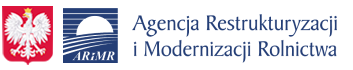 Agencja Restrukturyzacji
i Modernizacji Rolnictwa
ARiMR